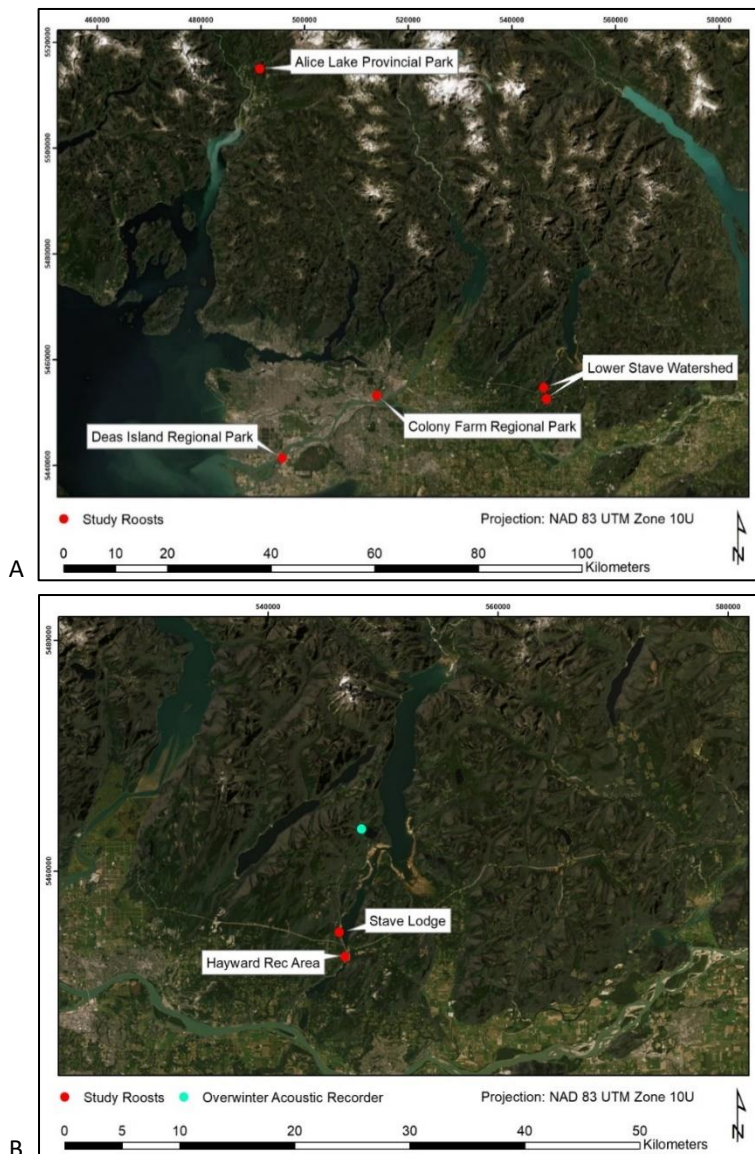 460000 480000 500000 520000 540000 560000 580000
5520000
5500000
5480000
5460000
5440000
Alice Lake Provincial Park
Lower Stave Watershed
Colony Farm Regional Park
Deas Island Regional Park
Study Roosts Projection: NAD 83 UTM Zone 10U
N
0 10 20 40 60 80 100
Kilometers
A
540000 560000 580000
5480000
5460000
Stave Lodge
Hayward Rec Area
Study Roosts Overwinter Acoustic Recorder Projection: NAD 83 UTM Zone 10U
N
0 5 10 20 30 40 50
Kilometers
B